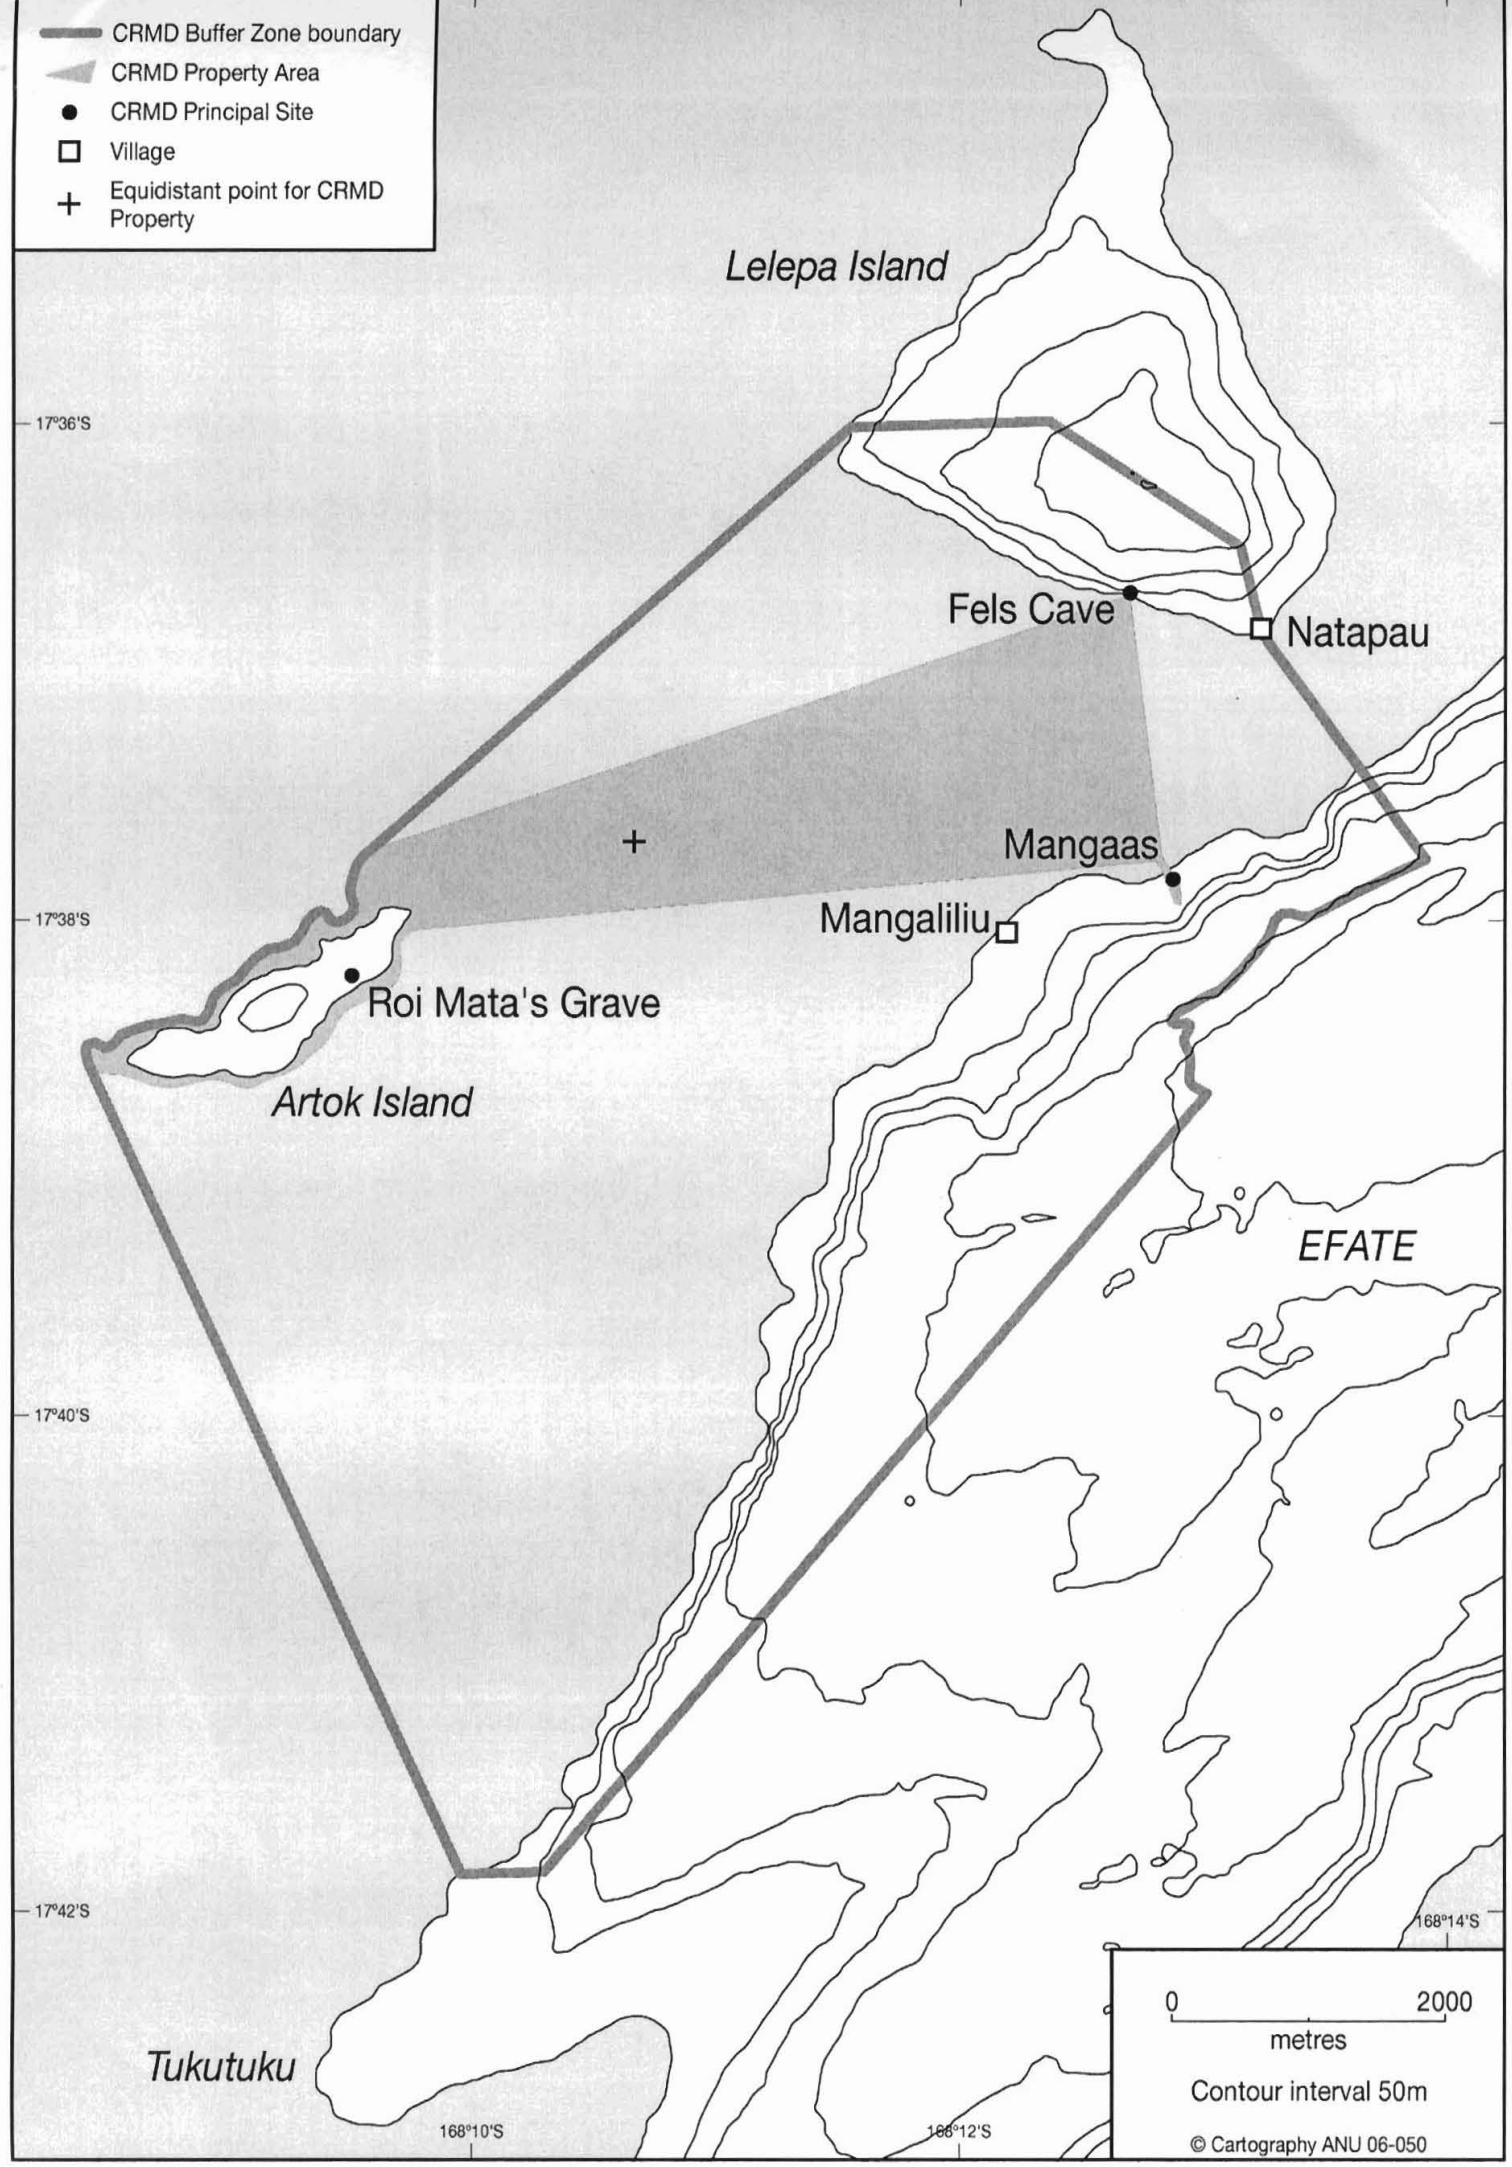 CRMD Buffer Zone boundary
CRMD Property Area
CRMD Principal Site
Village
Equidistant point for CRMD
Property
Lelepa Island
17°36'S
Fels Cave
Natapau
Mangaas
17°38'S
Mangaliliu
Roi Mata's Grave
Artok Island
EFATE
17°40'S
17°42'S
168°14'S
0
2000
metres
Tukutuku
Contour interval 50m
168°10'S
168°12'S
© Cartography ANU 06-050